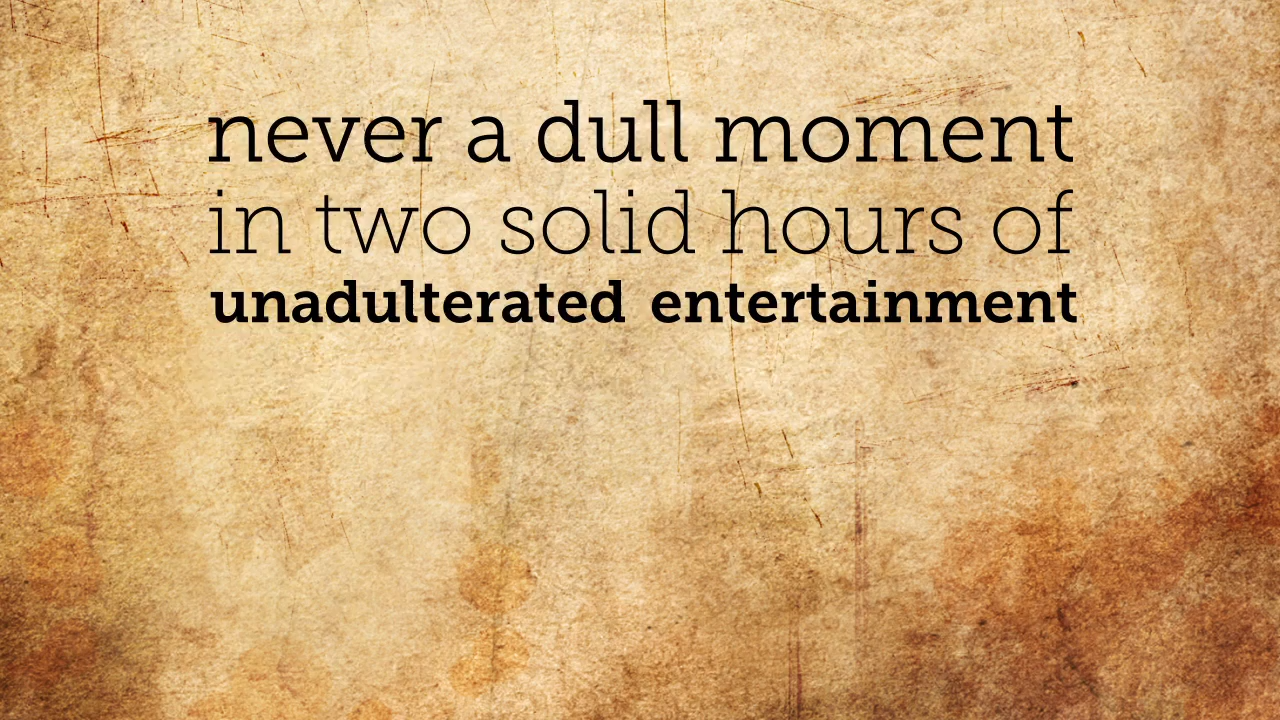 never a dull moment
in two solid hours of
unadulterated entertainment